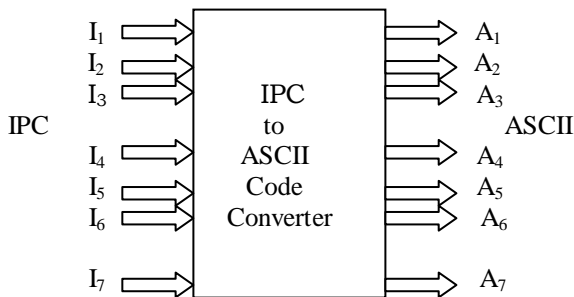 I₁ A₁
I₂ A₂
I₃ IPC A₃
IPC to ASCII
I₄ ASCII A₄
I₅ Code A₅
I₆ Converter A₆
I₇ A₇